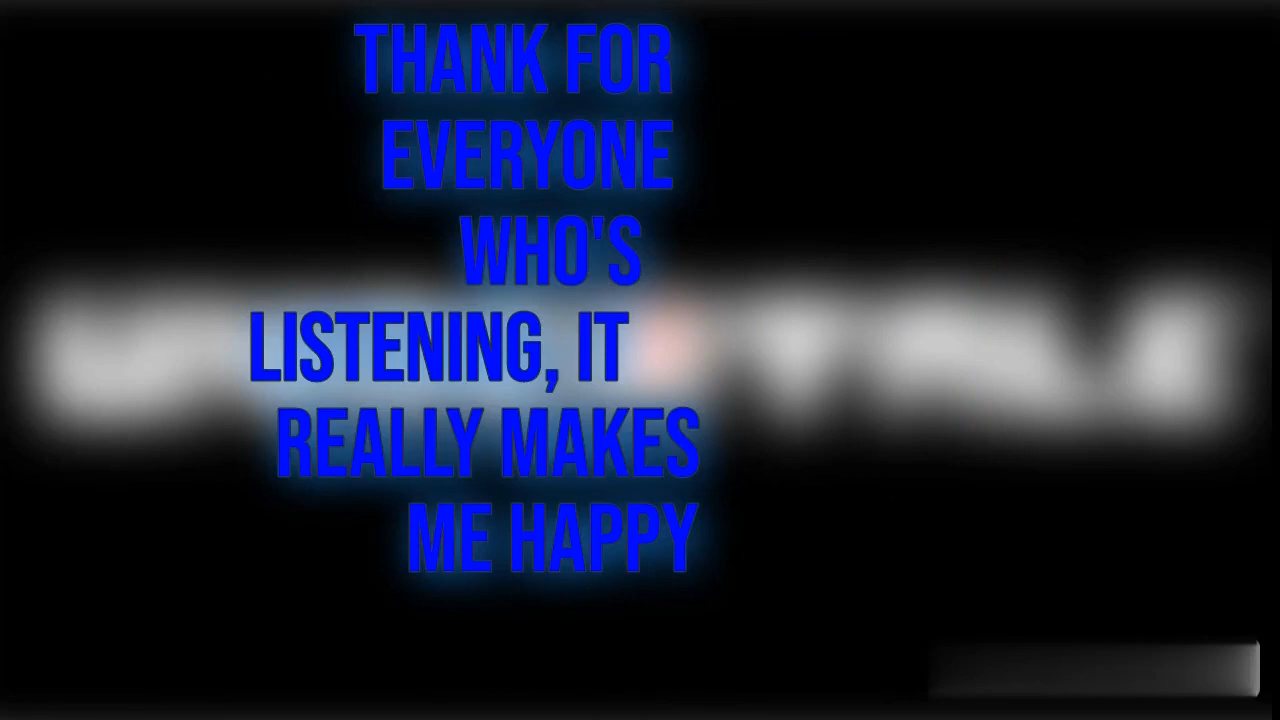 THANK FOR
EVERYONE
WHO'S
LISTENING, IT
REALLY MAKES
ME HAPPY